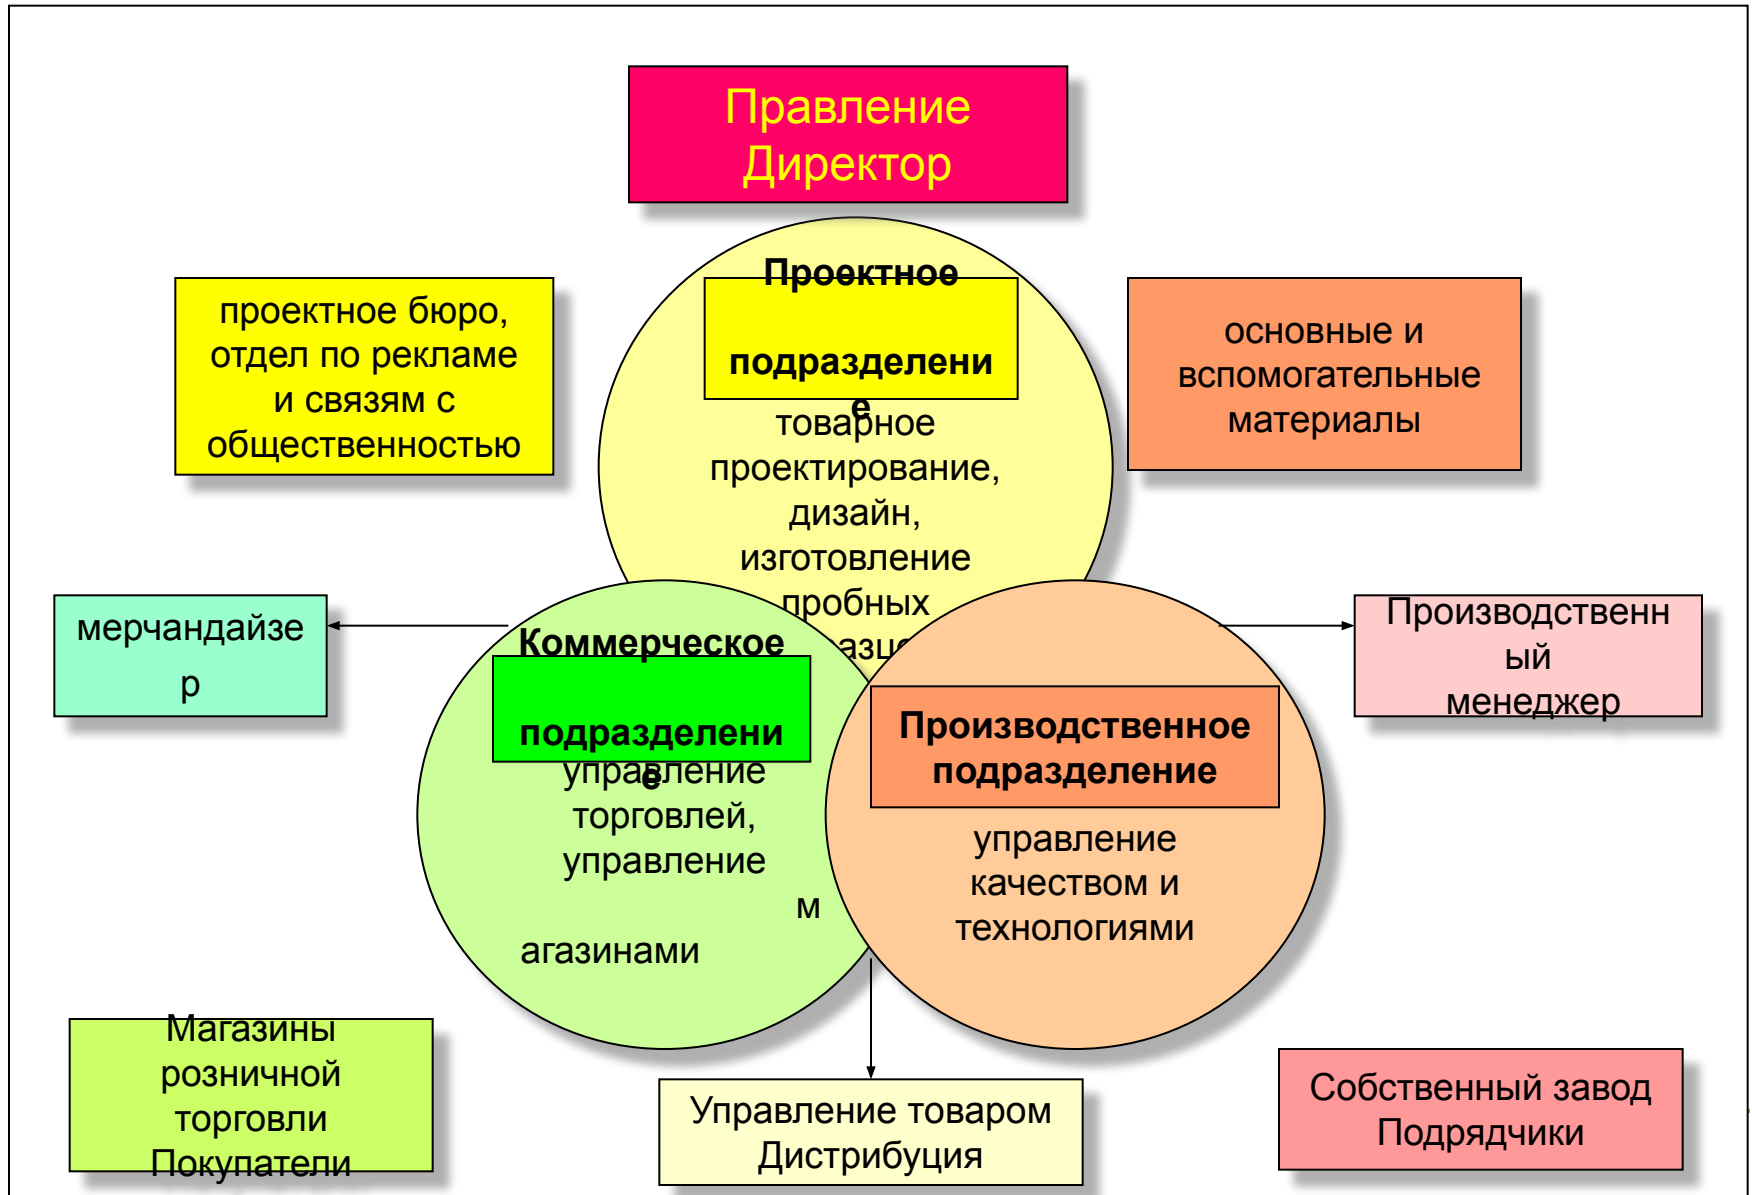 Правление
Директор
проектное бюро,
отдел по рекламе
и связям с
общественностью
Проектное
подразделени
е
товарное
проектирование,
дизайн,
изготовление
пробных
основные и
вспомогательные
материалы
мерчандайзе
р
Коммерческое
подразделени
е
управление
торговлей,
управление
м
агазинами
Производственное
подразделение
управление
качеством и
технологиями
Производственн
ый
менеджер
Магазины
розничной
торговли
Покупатели
Управление товаром
Дистрибуция
Собственный завод
Подрядчики